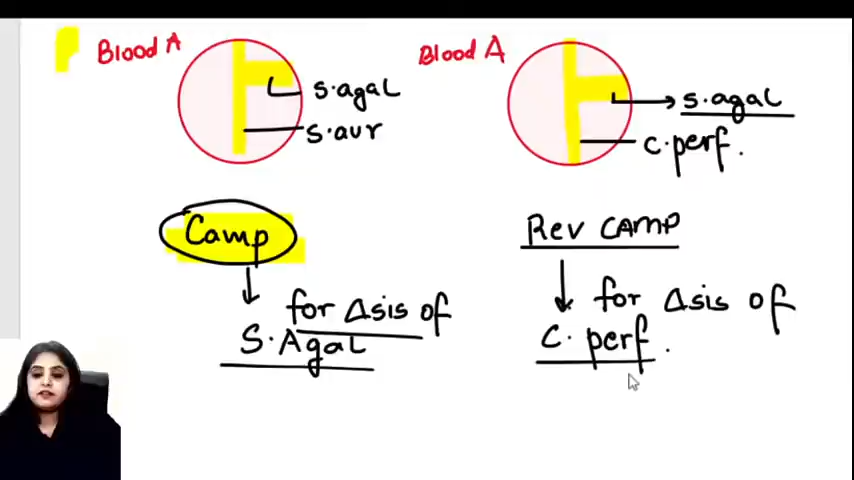 Blood A
S.agal
S.aur
Camp
for Δsis of
S.Agal
Blood A
s.agal
C.perf.
Rev CAMP
for Δsis of
C.perf.